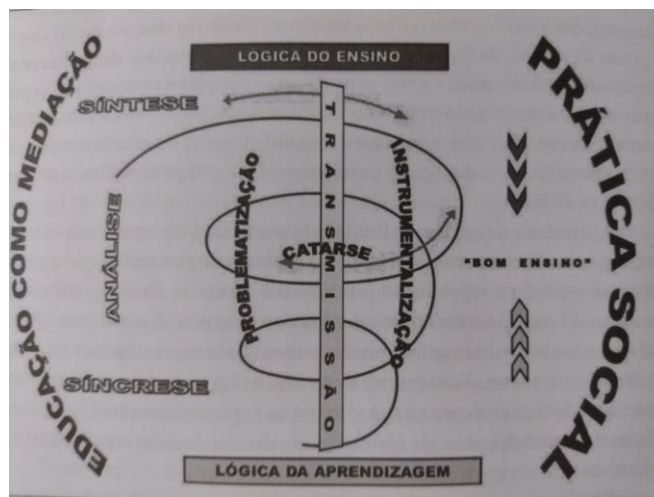 LÓGICA DO ENSINO
EDUCAÇÃO COMO MEDIAÇÃO
SÍNTESE
ANÁLISE
SÍNCRESE
PROBLEMATIZAÇÃO
TRANSMISSÃO
CATARSE
INSTRUMENTALIZAÇÃO
"BOM ENSINO"
PRÁTICA SOCIAL
LÓGICA DA APRENDIZAGEM